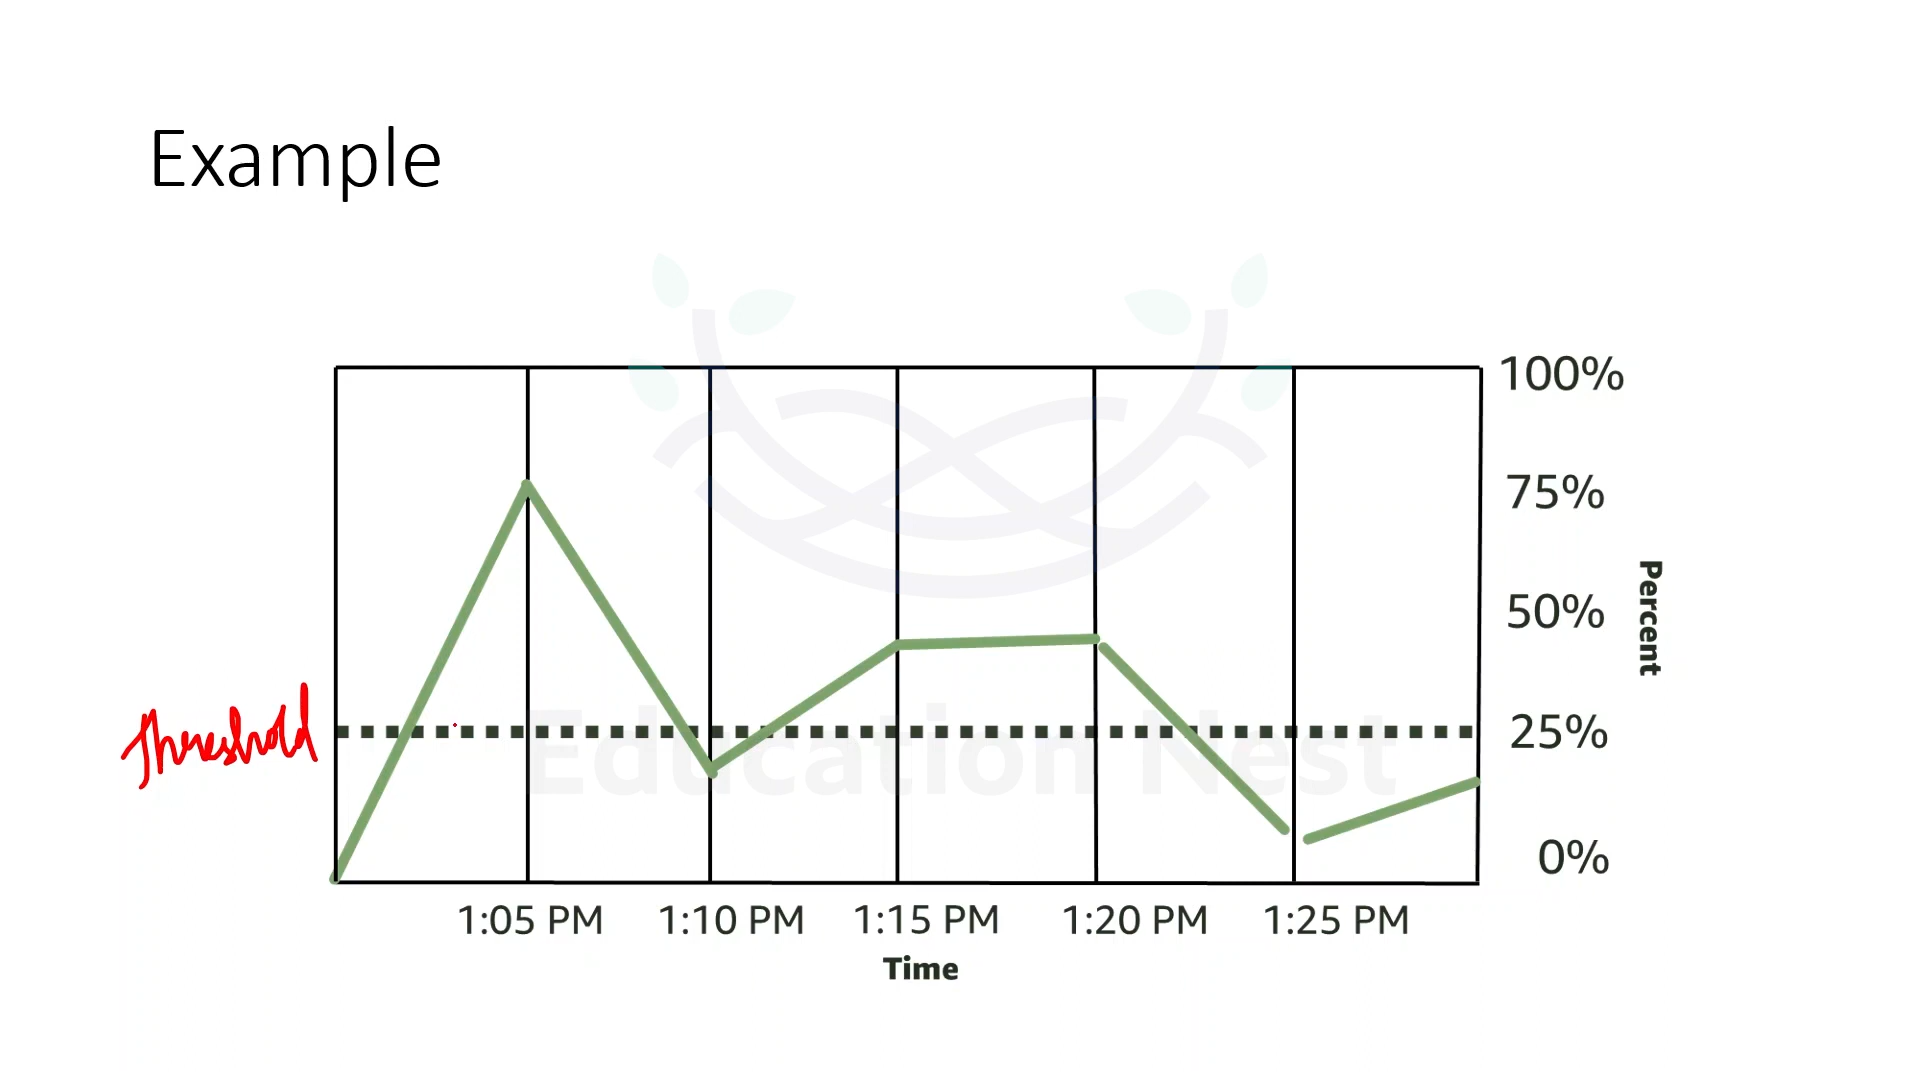 Example
100%
75%
50%
Percent
Threshold
25%
0%
1:05 PM 1:10 PM 1:15 PM 1:20 PM 1:25 PM
Time
Education Nest